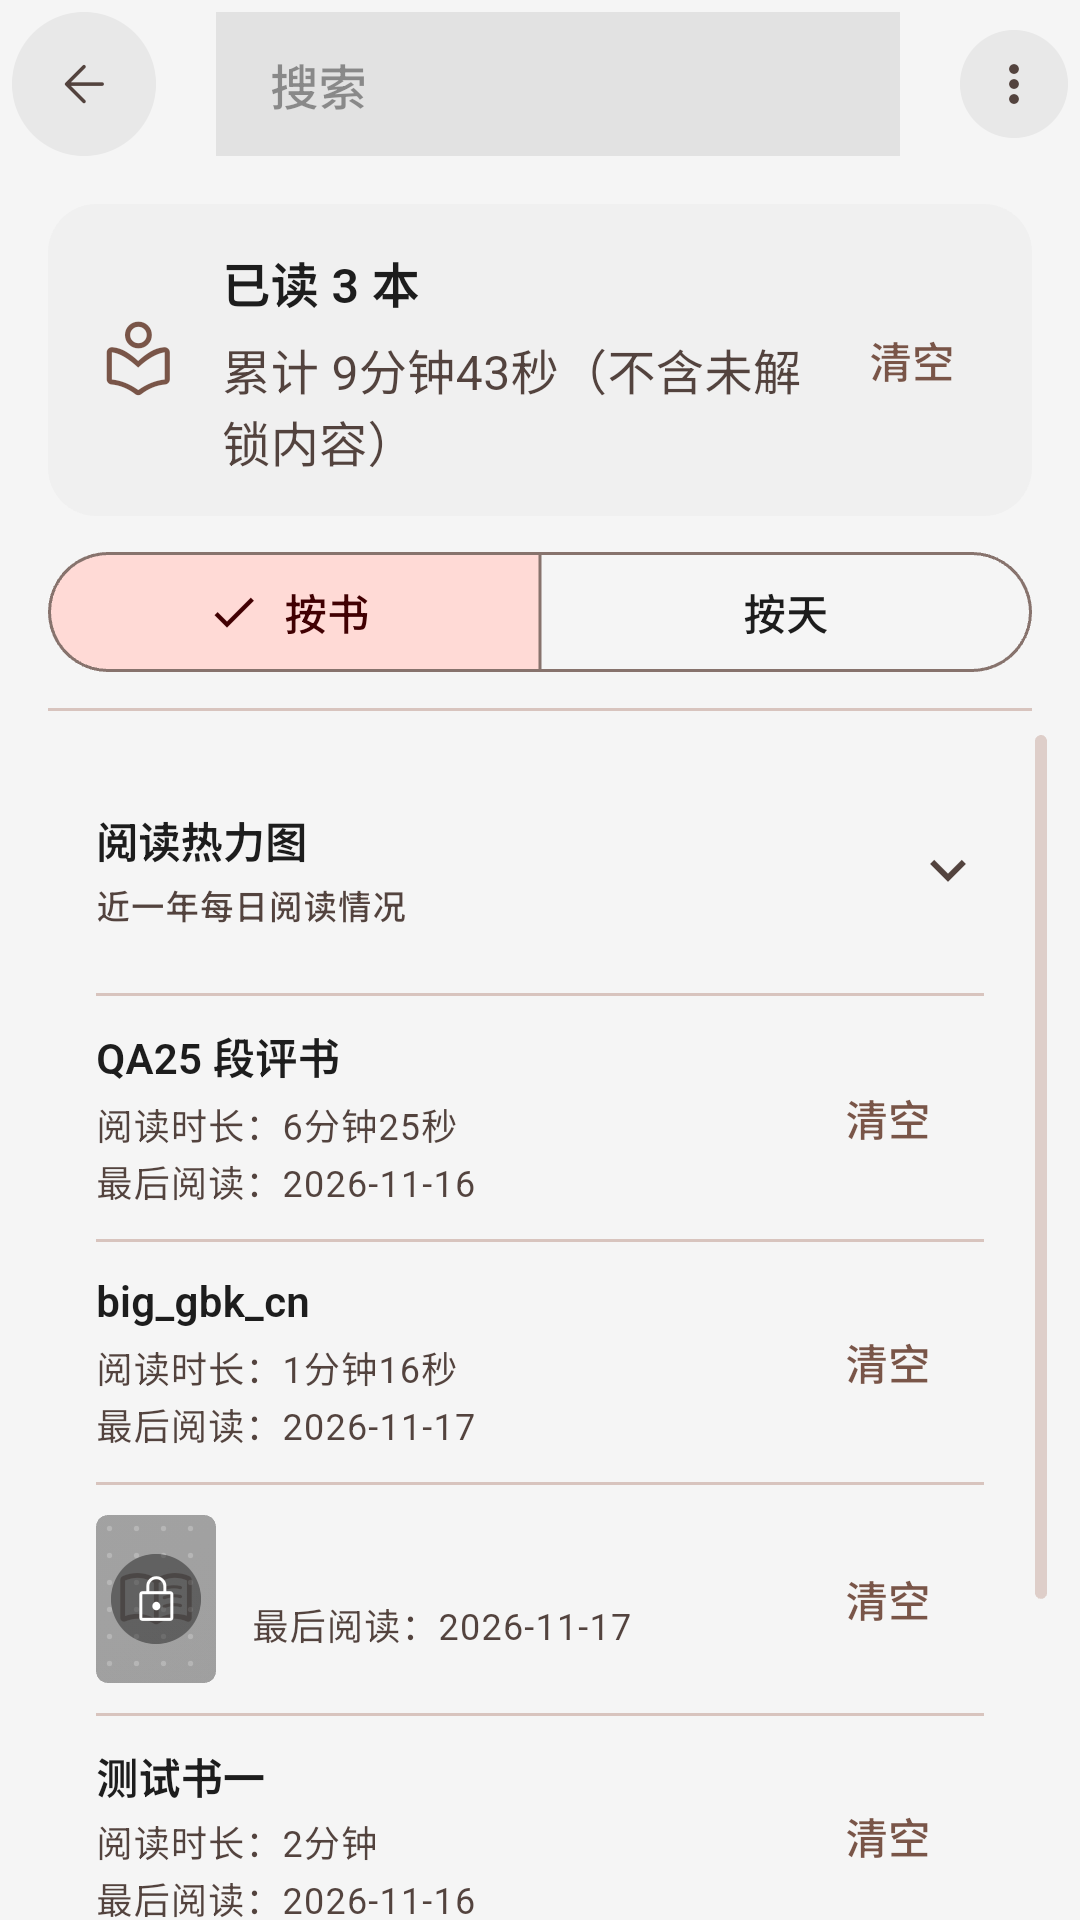 搜索
已读 3 本
累计 9分钟43秒（不含未解
锁内容）
清空
按书
按天
阅读热力图
近一年每日阅读情况
QA25 段评书
阅读时长：6分钟25秒
最后阅读：2026-11-16
清空
big_gbk_cn
阅读时长：1分钟16秒
最后阅读：2026-11-17
清空
最后阅读：2026-11-17
清空
测试书一
阅读时长：2分钟
最后阅读：2026-11-16
清空